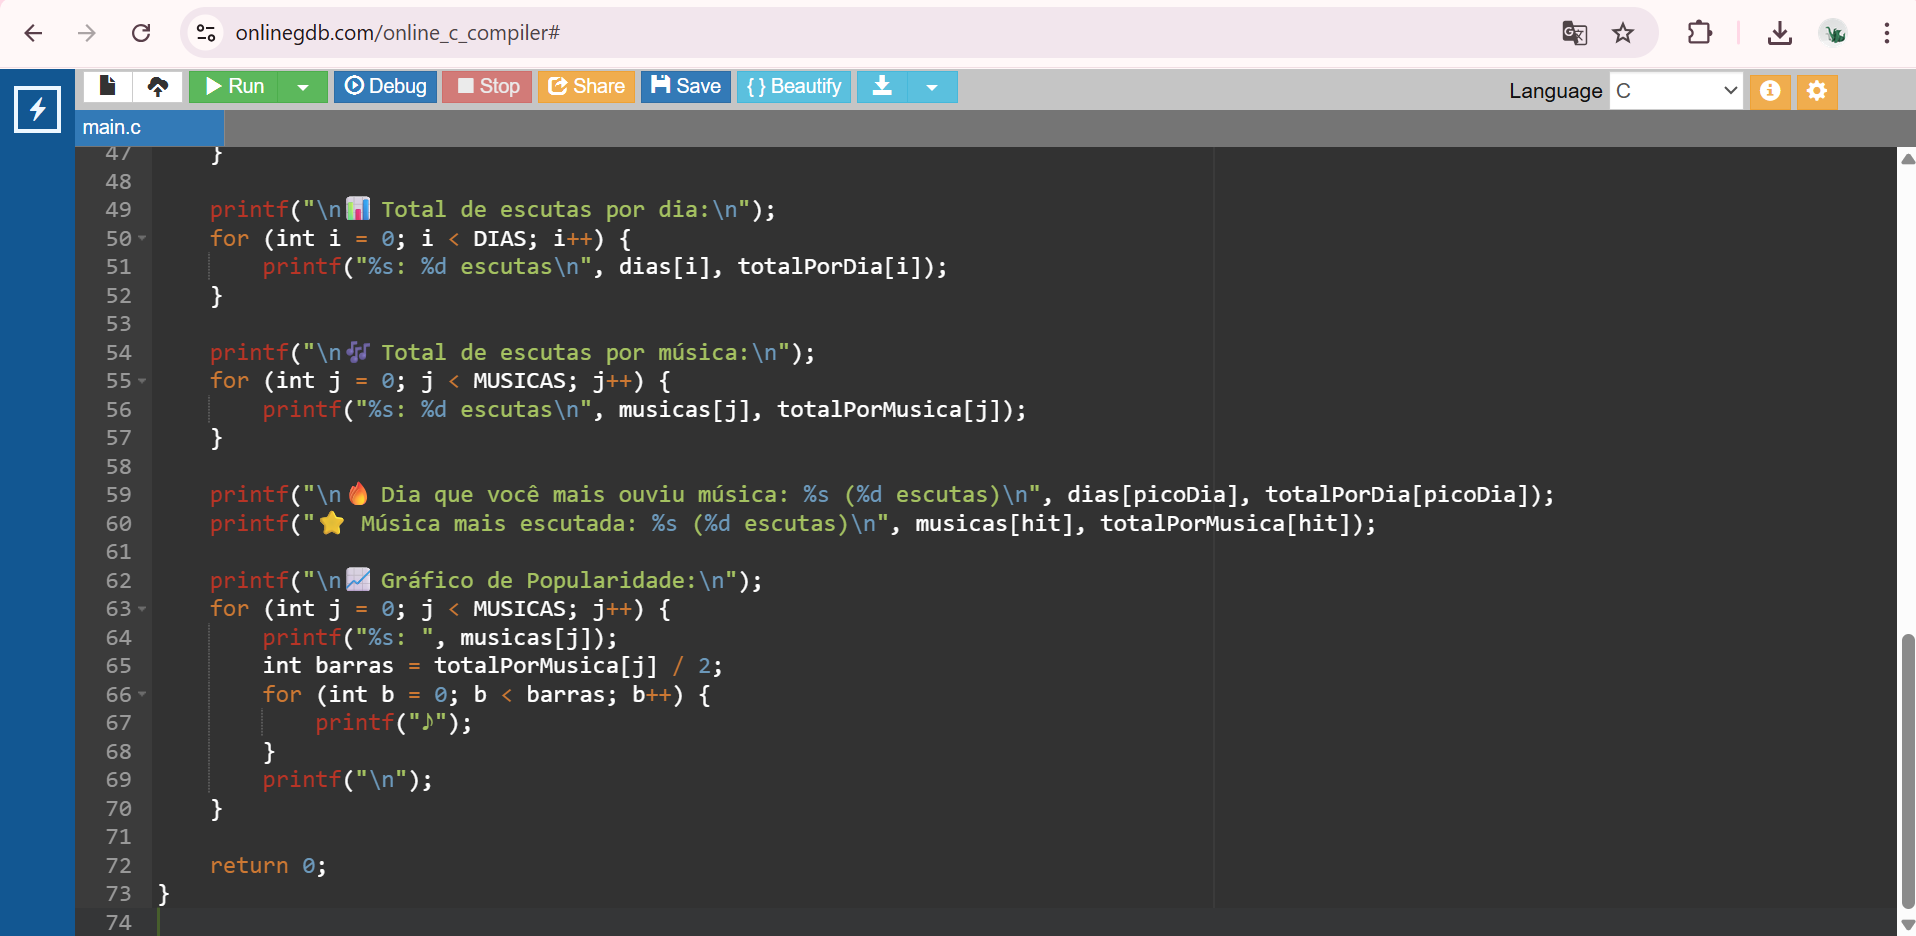 onlinegdb.com/online_c_compiler#
Run Debug Stop Share Save { } Beautify Language C
main.c
47     }
48
49     printf("\n📊 Total de escutas por dia:\n");
50     for (int i = 0; i < DIAS; i++) {
51         printf("%s: %d escutas\n", dias[i], totalPorDia[i]);
52     }
53
54     printf("\n🎶 Total de escutas por música:\n");
55     for (int j = 0; j < MUSICAS; j++) {
56         printf("%s: %d escutas\n", musicas[j], totalPorMusica[j]);
57     }
58
59     printf("\n🔥 Dia que você mais ouviu música: %s (%d escutas)\n", dias[picoDia], totalPorDia[picoDia]);
60     printf("⭐ Música mais escutada: %s (%d escutas)\n", musicas[hit], totalPorMusica[hit]);
61
62     printf("\n📈 Gráfico de Popularidade:\n");
63     for (int j = 0; j < MUSICAS; j++) {
64         printf("%s: ", musicas[j]);
65         int barras = totalPorMusica[j] / 2;
66         for (int b = 0; b < barras; b++) {
67             printf("♪");
68         }
69         printf("\n");
70     }
71
72     return 0;
73 }
74